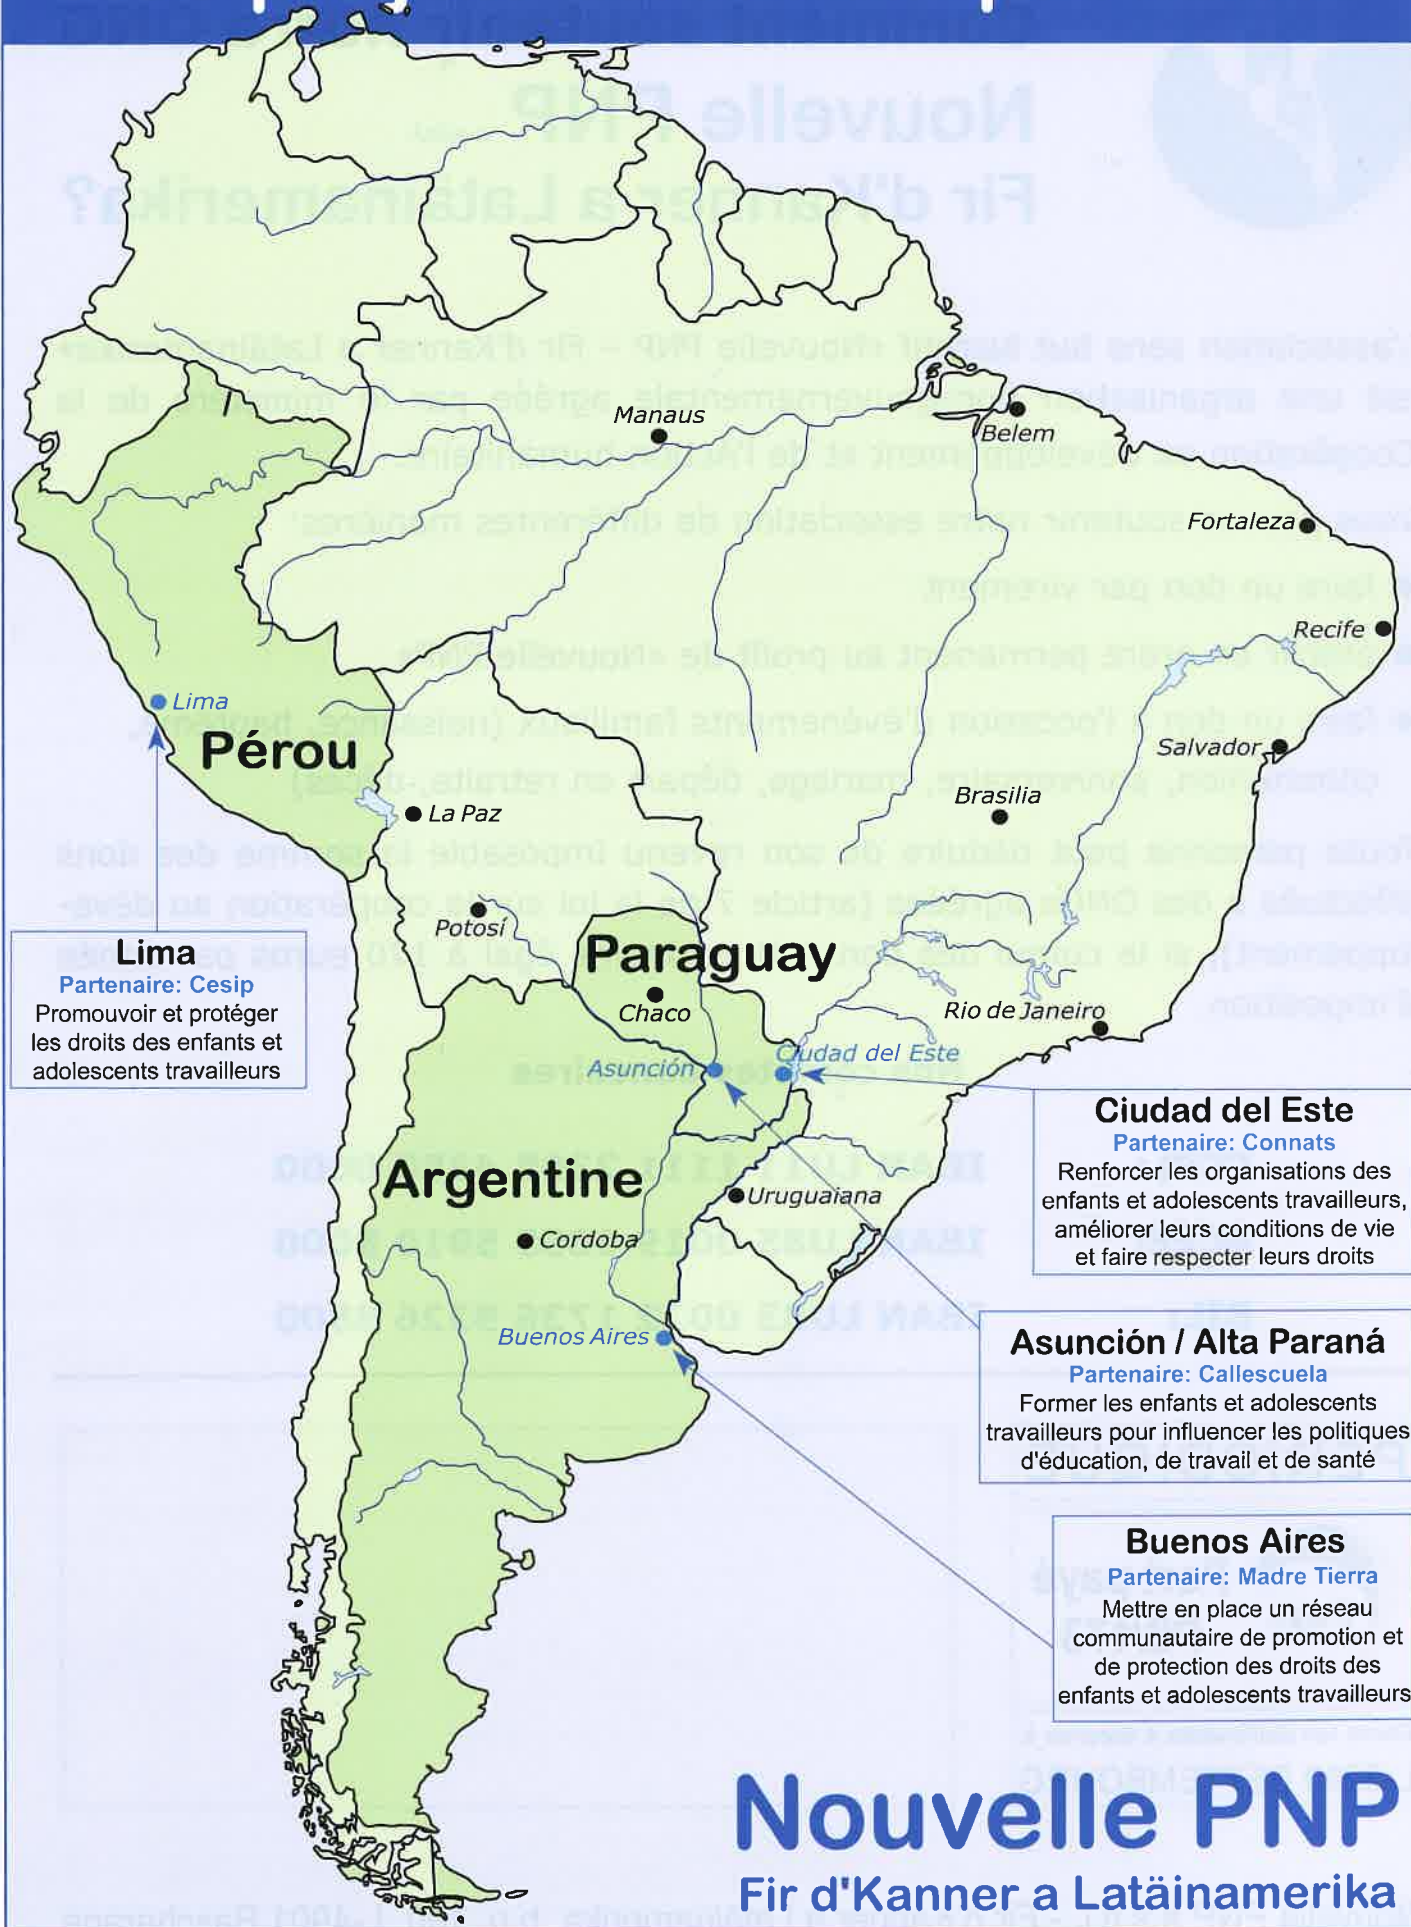 Manaus
Belem
Fortaleza
Recife
Lima
Pérou
Salvador
Brasilia
La Paz
Potosí
Paraguay
Chaco
Rio de Janeiro
Asunción
Ciudad del Este
Argentine
Uruguaiana
Cordoba
Buenos Aires
Lima
Partenaire: Cesip
Promouvoir et protéger
les droits des enfants et
adolescents travailleurs
Ciudad del Este
Partenaire: Connats
Renforcer les organisations des
enfants et adolescents travailleurs,
améliorer leurs conditions de vie
et faire respecter leurs droits
Asunción / Alta Paraná
Partenaire: Callescuela
Former les enfants et adolescents
travailleurs pour influencer les politiques
d'éducation, de travail et de santé
Buenos Aires
Partenaire: Madre Tierra
Mettre en place un réseau
communautaire de promotion et
de protection des droits des
enfants et adolescents travailleurs
Nouvelle PNP
Fir d'Kanner a Latäinamerika